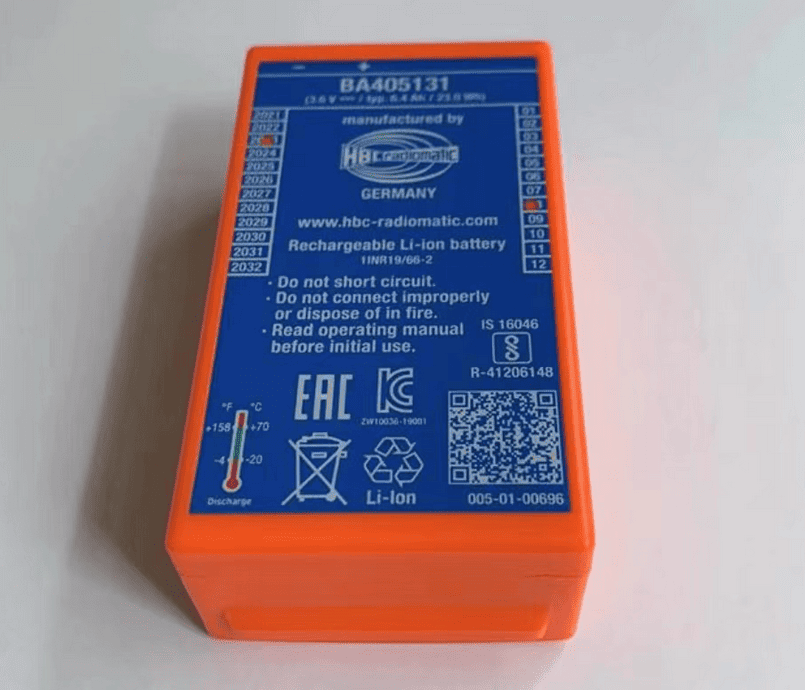 - +
BA405131
(3.6 V / typ. 6.4 Ah / 23.0 Wh)
manufactured by
HBC-radiomatic
GERMANY
www.hbc-radiomatic.com
Rechargeable Li-ion battery
1INR19/66-2
2021
2022
2024
2025
2026
2027
2028
2029
2030
2031
2032
01
02
03
04
05
06
07
09
10
11
12
· Do not short circuit.
· Do not connect improperly
or dispose of in fire.
· Read operating manual
before initial use.
IS 16046
R-41206148
EAC
KC
ZW10036-19001
°F °C
+158 +70
-4 -20
Discharge
Li-Ion
005-01-00696